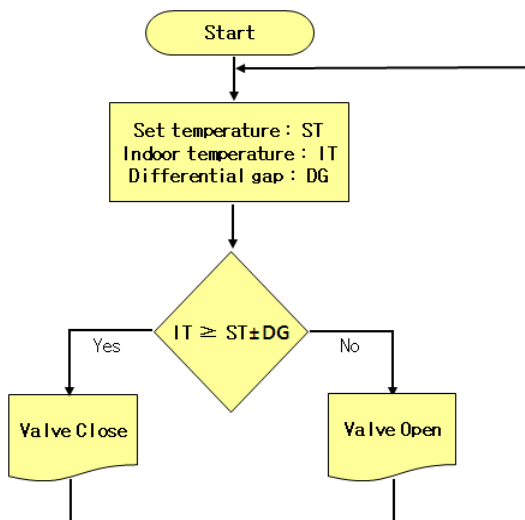 Start
Set temperature : ST
Indoor temperature : IT
Differential gap : DG
IT ≥ ST±DG
Yes
No
Valve Close
Valve Open